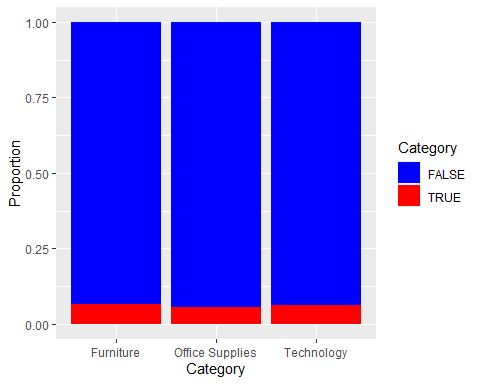 1.00
0.75
0.50
0.25
0.00
Proportion
Furniture Office Supplies Technology
Category
Category
FALSE
TRUE